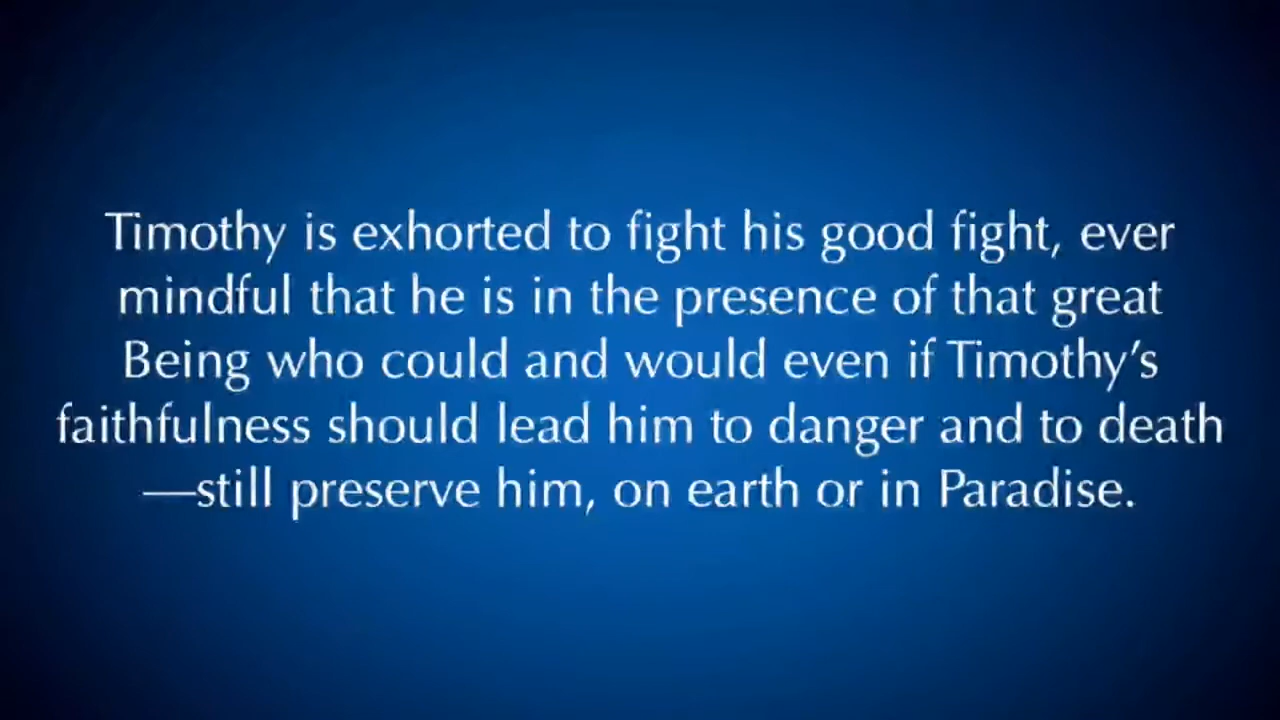 Timothy is exhorted to fight his good fight, ever
mindful that he is in the presence of that great
Being who could and would even if Timothy’s
faithfulness should lead him to danger and to death
—still preserve him, on earth or in Paradise.